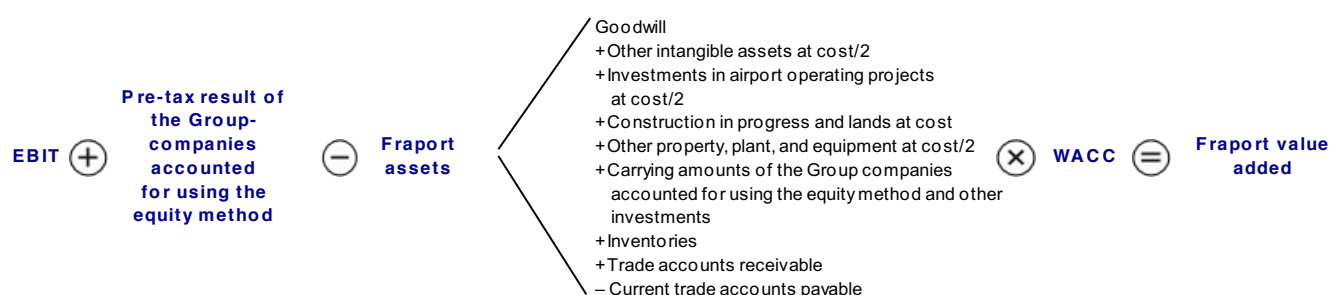 EBIT
+
Pre-tax result of
the Group-
companies
accounted
for using the
equity method
–
Fraport
assets
Goodwill
+Other intangible assets at cost/2
+Investments in airport operating projects
at cost/2
+Construction in progress and lands at cost
+Other property, plant, and equipment at cost/2
+Carrying amounts of the Group companies
accounted for using the equity method and other
investments
+Inventories
+Trade accounts receivable
– Current trade accounts payable
×
WACC
=
Fraport value
added